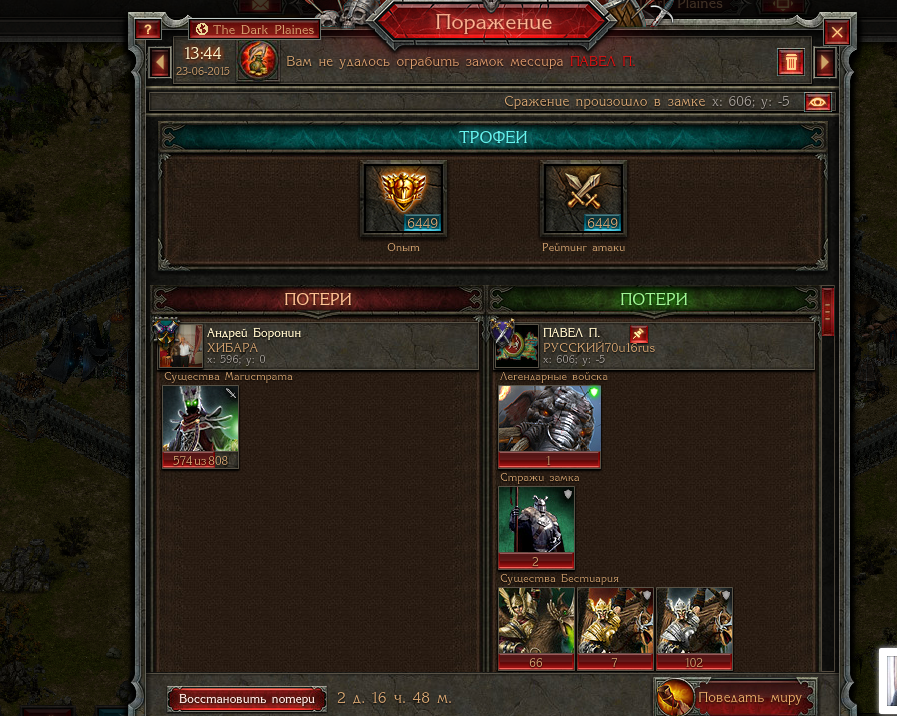 Plaines
Поражение
?
The Dark Plaines
13:44
23-06-2015
Вам не удалось ограбить замок мессира ПАВЕЛ П.
Сражение произошло в замке x: 606; y: -5
ТРОФЕИ
6449
6449
Опыт
Рейтинг атаки
ПОТЕРИ
ПОТЕРИ
Андрей Боронин
ХИБАРА
x: 596; y: 0
ПАВЕЛ П.
РУССКИЙ70и16rus
x: 606; y: -5
Существа Магистрата
574 из 808
Легендарные войска
1
Стражи замка
2
Существа Бестиария
66
7
102
Восстановить потери
2 д. 16 ч. 48 м.
Поведать миру